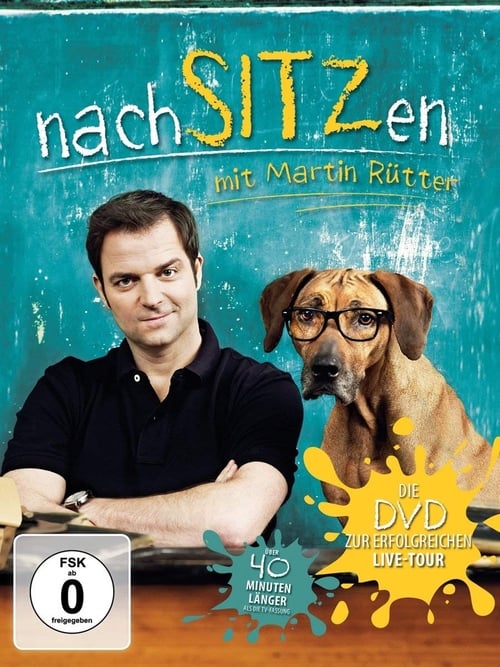 nachSITZen
mit Martin Rütter
DIE
DVD
ZUR ERFOLGREICHEN
LIVE-TOUR
ÜBER
40
MINUTEN
LÄNGER
ALS DIE TV-FASSUNG
FSK
ab
0
freigegeben